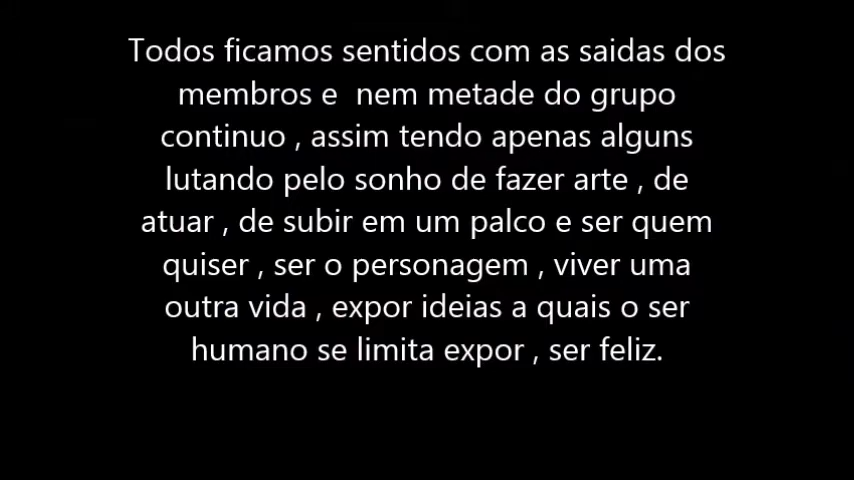 Todos ficamos sentidos com as saidas dos
membros e  nem metade do grupo
continuo , assim tendo apenas alguns
lutando pelo sonho de fazer arte , de
atuar , de subir em um palco e ser quem
quiser , ser o personagem , viver uma
outra vida , expor ideias a quais o ser
humano se limita expor , ser feliz.